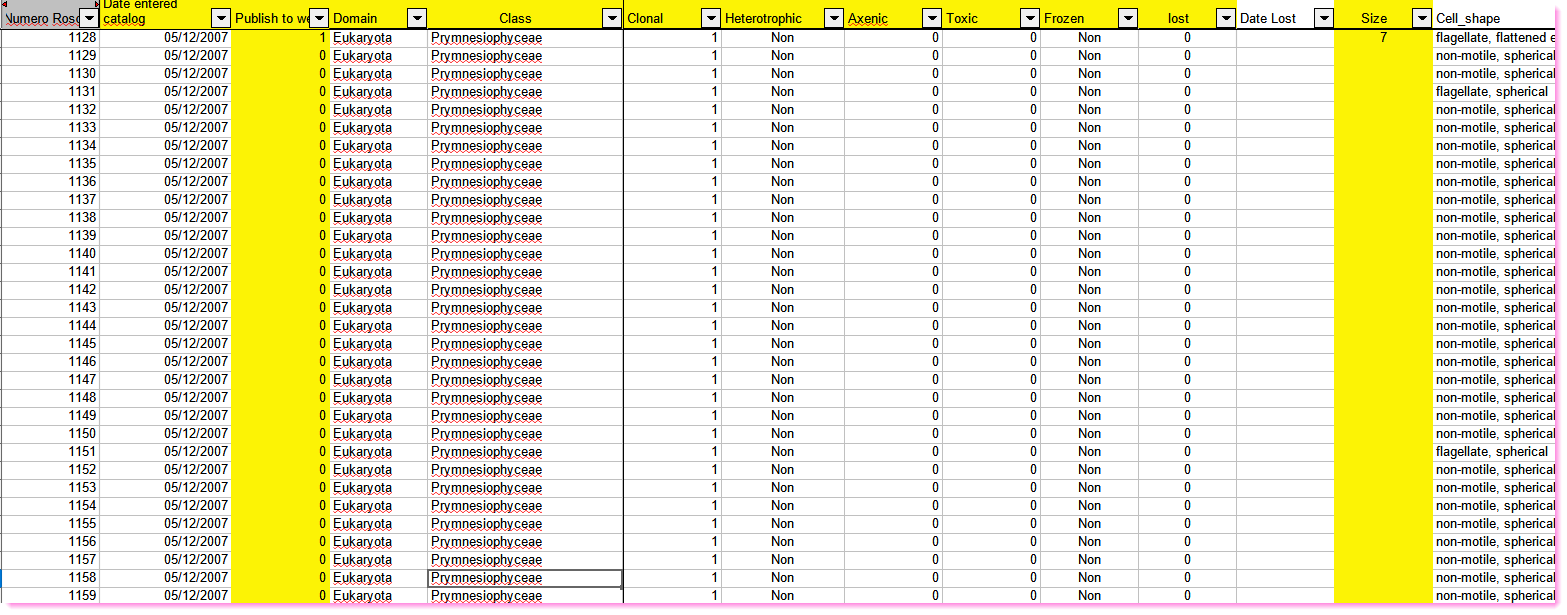 Date entered
Numero Rosc catalog Publish to we Domain Class Clonal Heterotrophic Axenic Toxic Frozen lost Date Lost Size Cell_shape
1128 05/12/2007 1 Eukaryota Prymnesiophyceae 1 Non 0 0 Non 0 7 flagellate, flattened e
1129 05/12/2007 0 Eukaryota Prymnesiophyceae 1 Non 0 0 Non 0 non-motile, spherical
1130 05/12/2007 0 Eukaryota Prymnesiophyceae 1 Non 0 0 Non 0 non-motile, spherical
1131 05/12/2007 0 Eukaryota Prymnesiophyceae 1 Non 0 0 Non 0 flagellate, spherical
1132 05/12/2007 0 Eukaryota Prymnesiophyceae 1 Non 0 0 Non 0 non-motile, spherical
1133 05/12/2007 0 Eukaryota Prymnesiophyceae 1 Non 0 0 Non 0 non-motile, spherical
1134 05/12/2007 0 Eukaryota Prymnesiophyceae 1 Non 0 0 Non 0 non-motile, spherical
1135 05/12/2007 0 Eukaryota Prymnesiophyceae 1 Non 0 0 Non 0 non-motile, spherical
1136 05/12/2007 0 Eukaryota Prymnesiophyceae 1 Non 0 0 Non 0 non-motile, spherical
1137 05/12/2007 0 Eukaryota Prymnesiophyceae 1 Non 0 0 Non 0 non-motile, spherical
1138 05/12/2007 0 Eukaryota Prymnesiophyceae 1 Non 0 0 Non 0 non-motile, spherical
1139 05/12/2007 0 Eukaryota Prymnesiophyceae 1 Non 0 0 Non 0 non-motile, spherical
1140 05/12/2007 0 Eukaryota Prymnesiophyceae 1 Non 0 0 Non 0 non-motile, spherical
1141 05/12/2007 0 Eukaryota Prymnesiophyceae 1 Non 0 0 Non 0 non-motile, spherical
1142 05/12/2007 0 Eukaryota Prymnesiophyceae 1 Non 0 0 Non 0 non-motile, spherical
1143 05/12/2007 0 Eukaryota Prymnesiophyceae 1 Non 0 0 Non 0 non-motile, spherical
1144 05/12/2007 0 Eukaryota Prymnesiophyceae 1 Non 0 0 Non 0 non-motile, spherical
1145 05/12/2007 0 Eukaryota Prymnesiophyceae 1 Non 0 0 Non 0 non-motile, spherical
1146 05/12/2007 0 Eukaryota Prymnesiophyceae 1 Non 0 0 Non 0 non-motile, spherical
1147 05/12/2007 0 Eukaryota Prymnesiophyceae 1 Non 0 0 Non 0 non-motile, spherical
1148 05/12/2007 0 Eukaryota Prymnesiophyceae 1 Non 0 0 Non 0 non-motile, spherical
1149 05/12/2007 0 Eukaryota Prymnesiophyceae 1 Non 0 0 Non 0 non-motile, spherical
1150 05/12/2007 0 Eukaryota Prymnesiophyceae 1 Non 0 0 Non 0 non-motile, spherical
1151 05/12/2007 0 Eukaryota Prymnesiophyceae 1 Non 0 0 Non 0 flagellate, spherical
1152 05/12/2007 0 Eukaryota Prymnesiophyceae 1 Non 0 0 Non 0 non-motile, spherical
1153 05/12/2007 0 Eukaryota Prymnesiophyceae 1 Non 0 0 Non 0 non-motile, spherical
1154 05/12/2007 0 Eukaryota Prymnesiophyceae 1 Non 0 0 Non 0 non-motile, spherical
1155 05/12/2007 0 Eukaryota Prymnesiophyceae 1 Non 0 0 Non 0 non-motile, spherical
1156 05/12/2007 0 Eukaryota Prymnesiophyceae 1 Non 0 0 Non 0 non-motile, spherical
1157 05/12/2007 0 Eukaryota Prymnesiophyceae 1 Non 0 0 Non 0 non-motile, spherical
1158 05/12/2007 0 Eukaryota Prymnesiophyceae 1 Non 0 0 Non 0 non-motile, spherical
1159 05/12/2007 0 Eukaryota Prymnesiophyceae 1 Non 0 0 Non 0 non-motile, spherical